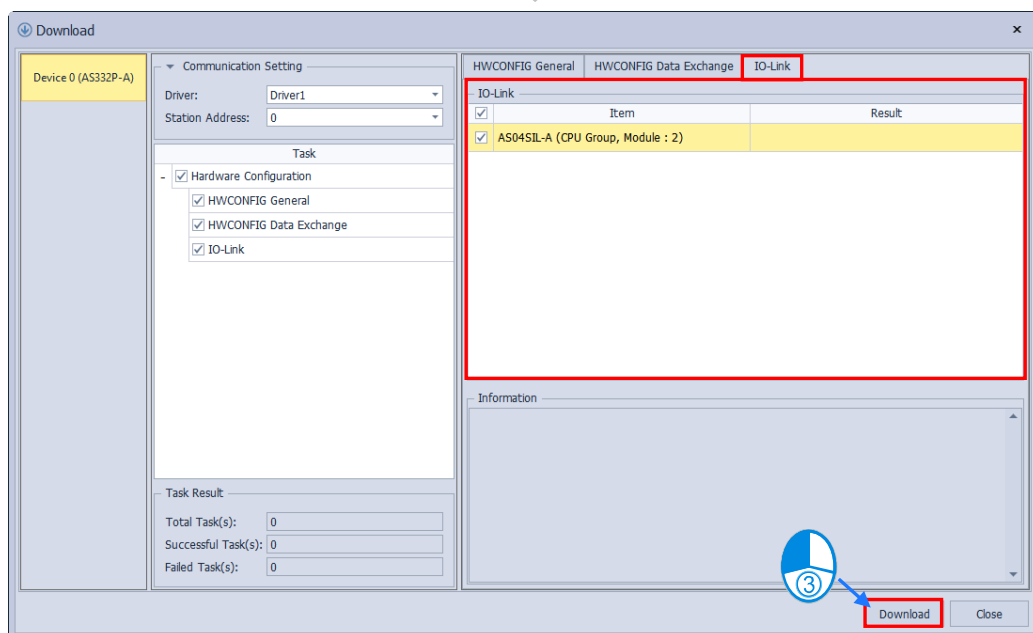 Download
Device 0 (AS332P-A)
Communication Setting
Driver: Driver1
Station Address: 0
Task
Hardware Configuration
HWCONFIG General
HWCONFIG Data Exchange
IO-Link
Task Result
Total Task(s): 0
Successful Task(s): 0
Failed Task(s): 0
HWCONFIG General HWCONFIG Data Exchange IO-Link
IO-Link
Item Result
AS04SIL-A (CPU Group, Module : 2)
Information
3
Download Close